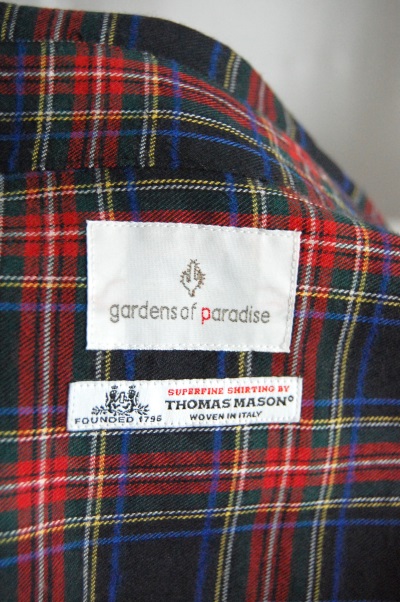 gardens of paradise
SUPERFINE SHIRTING BY
THOMAS MASON®
WOVEN IN ITALY
FOUNDED 1796